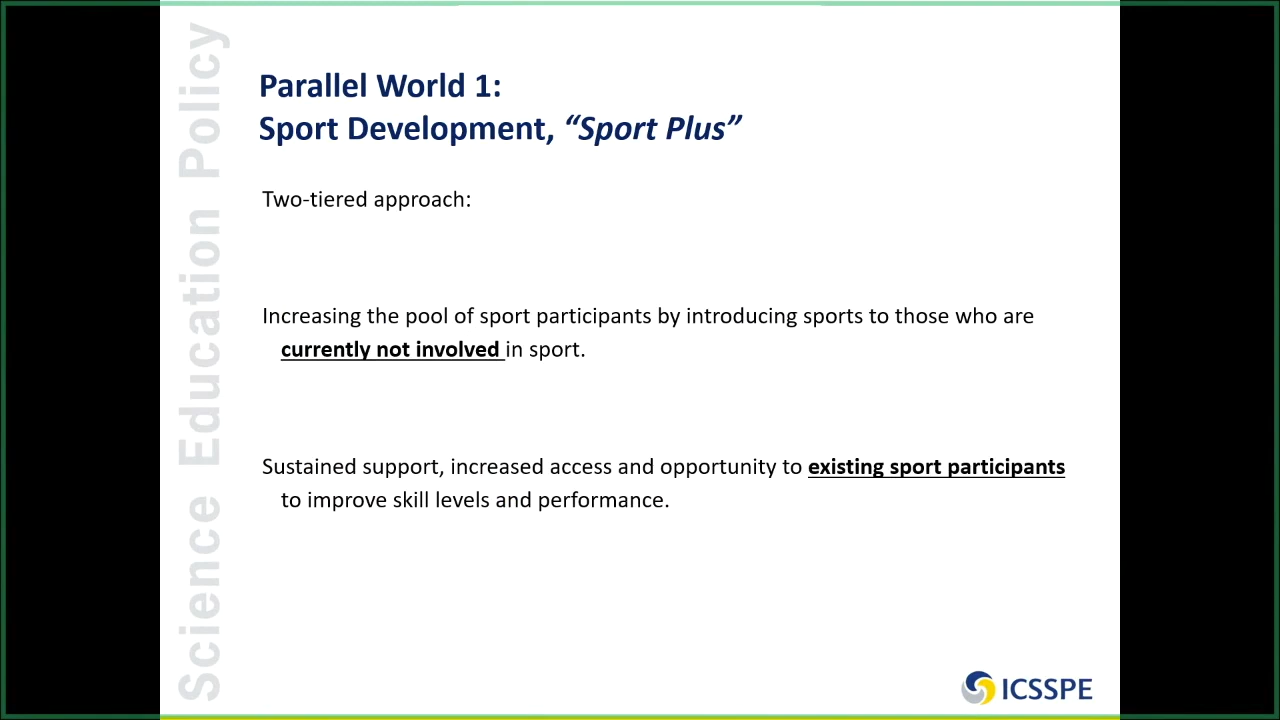 Science Education Policy
Parallel World 1:
Sport Development, “Sport Plus”
Two-tiered approach:
Increasing the pool of sport participants by introducing sports to those who are
currently not involved in sport.
Sustained support, increased access and opportunity to existing sport participants
to improve skill levels and performance.
ICSSPE